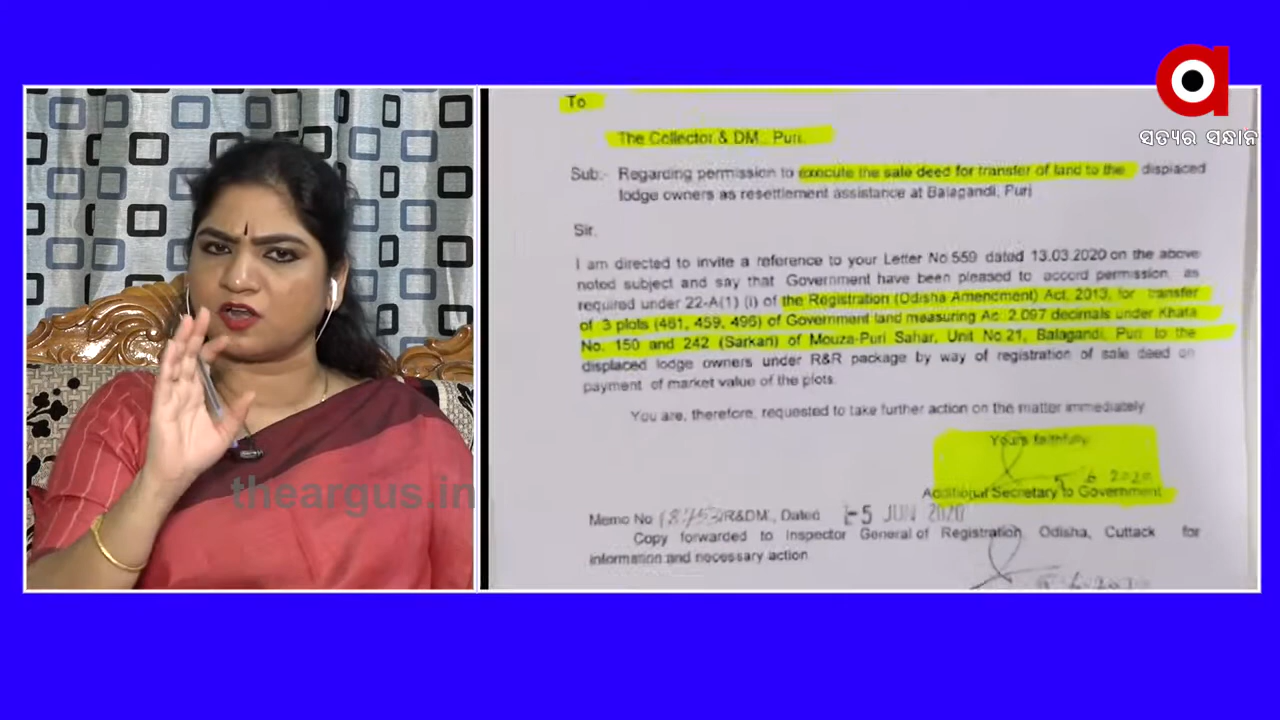 ସତ୍ୟର ସନ୍ଧାନ
theargus.in
To
The Collector & DM., Puri.
Sub:- Regarding permission to execute the sale deed for transfer of land to the displaced
lodge owners as resettlement assistance at Balagandi, Puri
Sir,
I am directed to invite a reference to your Letter No.559 dated 13.03.2020 on the above
noted subject and say that Government have been pleased to accord permission, as
required under 22-A(1) (i) of the Registration (Odisha Amendment) Act, 2013, for transfer
of 3 plots (461, 459, 496) of Government land measuring Ac. 2.097 decimals under Khata
No. 150 and 242 (Sarkari) of Mouza-Puri Sahar, Unit No.21, Balagandi, Puri to the
displaced lodge owners under R&R package by way of registration of sale deed on
payment of market value of the plots.
You are, therefore, requested to take further action on the matter immediately
Yours faithfully,
6 2020
Additional Secretary to Government
Memo No /R&DM., Dated -5 JUN 2020
Copy forwarded to Inspector General of Registration Odisha, Cuttack for
information and necessary action